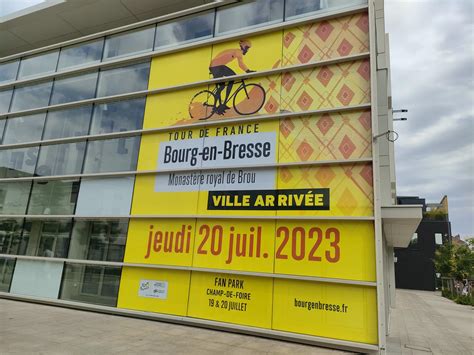 TOUR DE FRANCE
Bourg-en-Bresse
Monastère royal de Brou
VILLE ARRIVÉE
jeudi 20 juil. 2023
FAN PARK
CHAMP-DE-FOIRE
19 & 20 JUILLET
bourgenbresse.fr